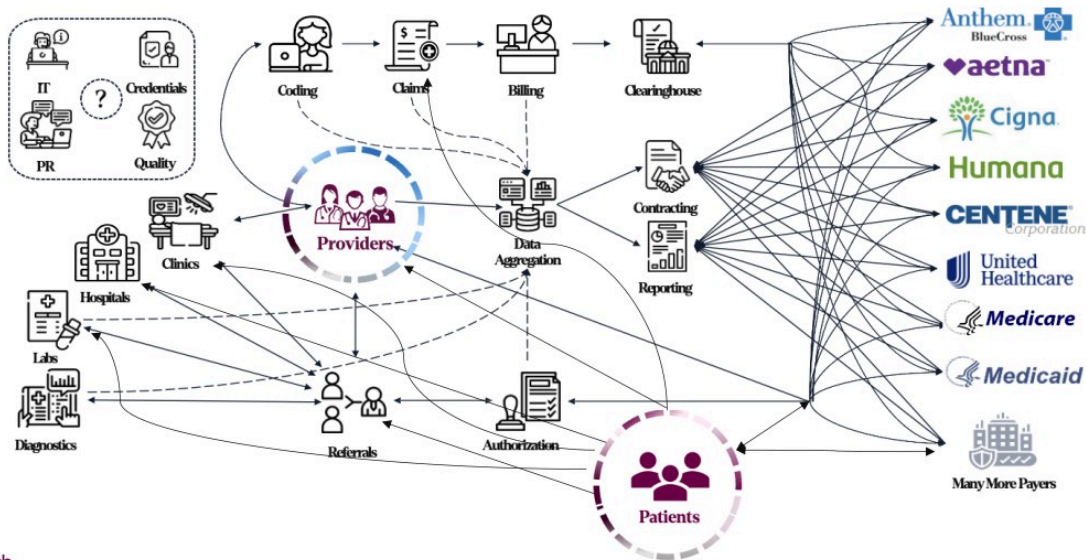 IT
Credentials
?
PR
Quality
Coding
Claims
Billing
Clearinghouse
Anthem.
BlueCross
aetna
Cigna
Humana
CENTENE
Corporation
United
Healthcare
Medicare
Medicaid
Many More Payers
Providers
Clinics
Hospitals
Labs
Diagnostics
Data
Aggregation
Contracting
Reporting
Referrals
Authorization
Patients